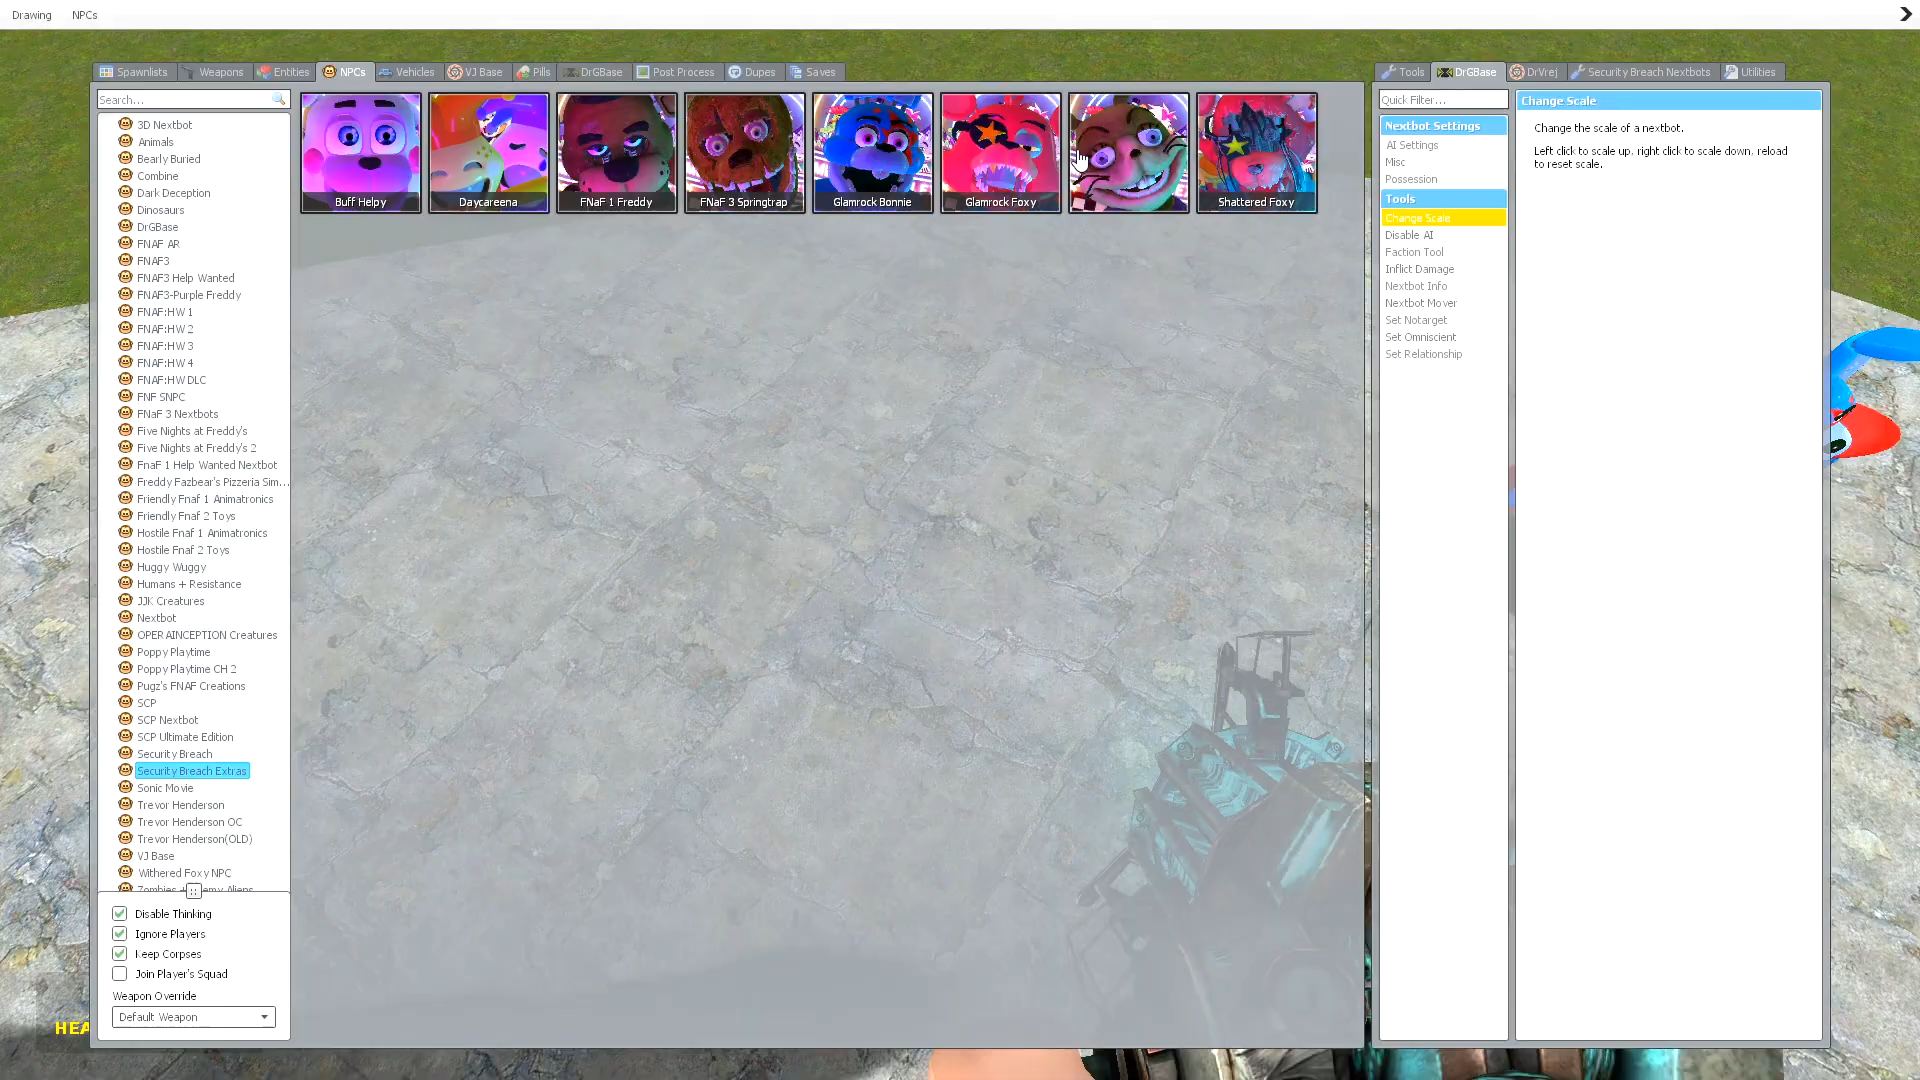 Drawing NPCs
Spawnlists Weapons Entities NPCs Vehicles VJ Base Pills DrGBase Post Process Dupes Saves
Tools DrGBase DrVrej Security Breach Nextbots Utilities
Search...
3D Nextbot
Animals
Bearly Buried
Combine
Dark Deception
Dinosaurs
DrGBase
FNAF AR
FNAF3
FNAF3 Help Wanted
FNAF3-Purple Freddy
FNAF:HW 1
FNAF:HW 2
FNAF:HW 3
FNAF:HW 4
FNAF:HW DLC
FNF SNPC
FNaF 3 Nextbots
Five Nights at Freddy's
Five Nights at Freddy's 2
FnaF 1 Help Wanted Nextbot
Freddy Fazbear's Pizzeria Sim...
Friendly Fnaf 1 Animatronics
Friendly Fnaf 2 Toys
Hostile Fnaf 1 Animatronics
Hostile Fnaf 2 Toys
Huggy Wuggy
Humans + Resistance
JJK Creatures
Nextbot
OPERAINCEPTION Creatures
Poppy Playtime
Poppy Playtime CH 2
Pugz's FNAF Creations
SCP
SCP Nextbot
SCP Ultimate Edition
Security Breach
Security Breach Extras
Sonic Movie
Trevor Henderson
Trevor Henderson OC
Trevor Henderson(OLD)
VJ Base
Withered Foxy NPC
Zombies Aliens
Disable Thinking
Ignore Players
Keep Corpses
Join Player's Squad
Weapon Override
Default Weapon
HEA
Buff Helpy Daycareena FNaF 1 Freddy FNaF 3 Springtrap Glamrock Bonnie Glamrock Foxy Shattered Foxy
Quick Filter...
Nextbot Settings
AI Settings
Misc
Possession
Tools
Change Scale
Disable AI
Faction Tool
Inflict Damage
Nextbot Info
Nextbot Mover
Set Notarget
Set Omniscient
Set Relationship
Change Scale
Change the scale of a nextbot.
Left click to scale up, right click to scale down, reload
to reset scale.